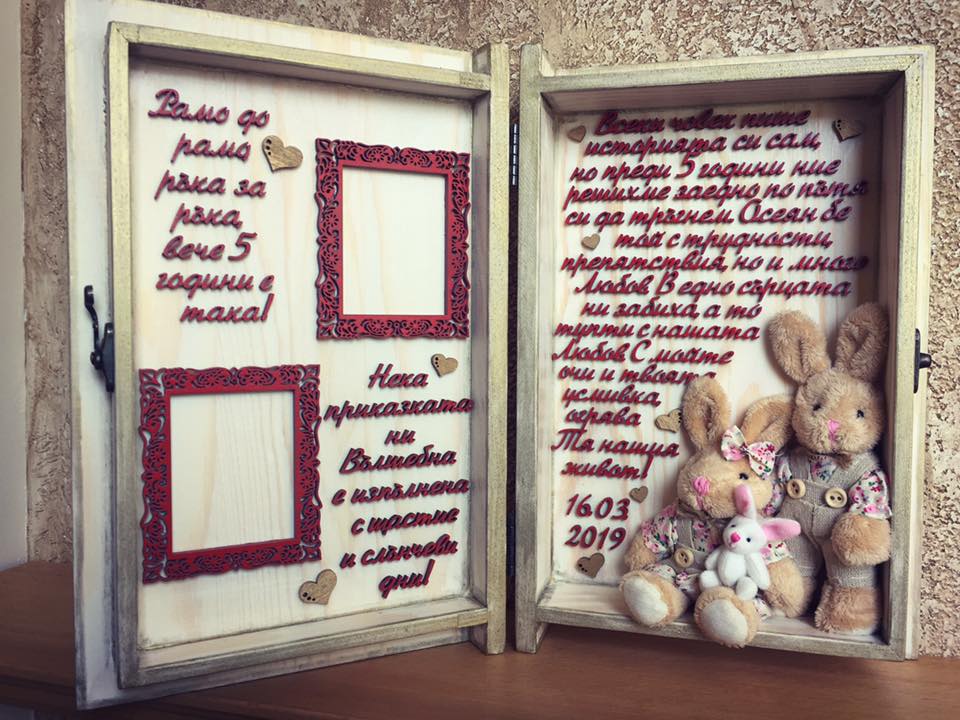 Рамо до
рамо,
ръка за
ръка,
вече 5
години е
така!
Нека
приказката
ни
Вълшебна
е изпълнена
с щастие
и слънчеви
дни!
Всеки човек пише
историята си сам,
но преди 5 години ние
решихме заедно по пътя
си да тръгнем. Осеян бе
той с трудности,
препятствия, но и много
Любов. В едно сърцата
ни забиха, а то
тупти с нашата
Любов. С мойте
очи и твоята
усмивка,
огрява
Тя нашия
живот!
16.03
2019